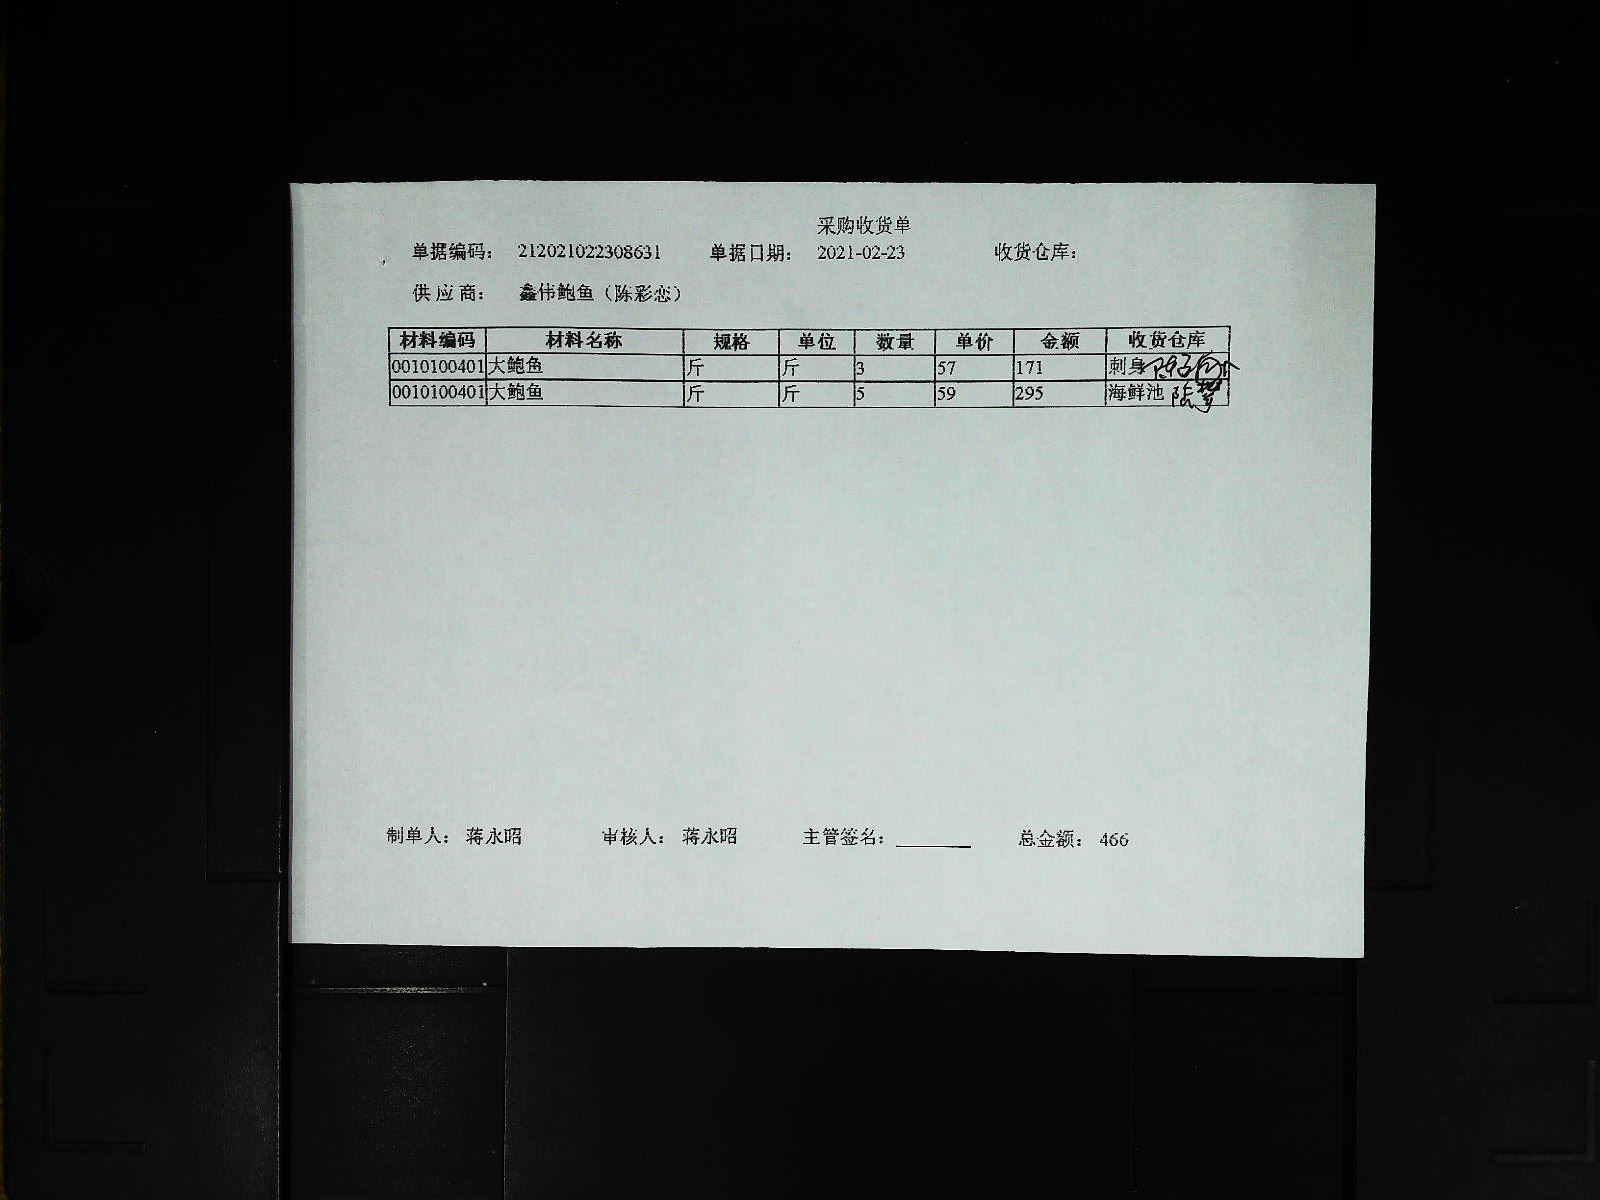 采购收货单
单据编码： 212021022308631 单据日期： 2021-02-23 收货仓库：
供应商： 鑫伟鲍鱼（陈彩恋）
材料编码 材料名称 规格 单位 数量 单价 金额 收货仓库
0010100401 大鲍鱼 斤 斤 3 57 171 刺身
0010100401 大鲍鱼 斤 斤 5 59 295 海鲜池
制单人： 蒋永昭 审核人： 蒋永昭 主管签名： 总金额： 466